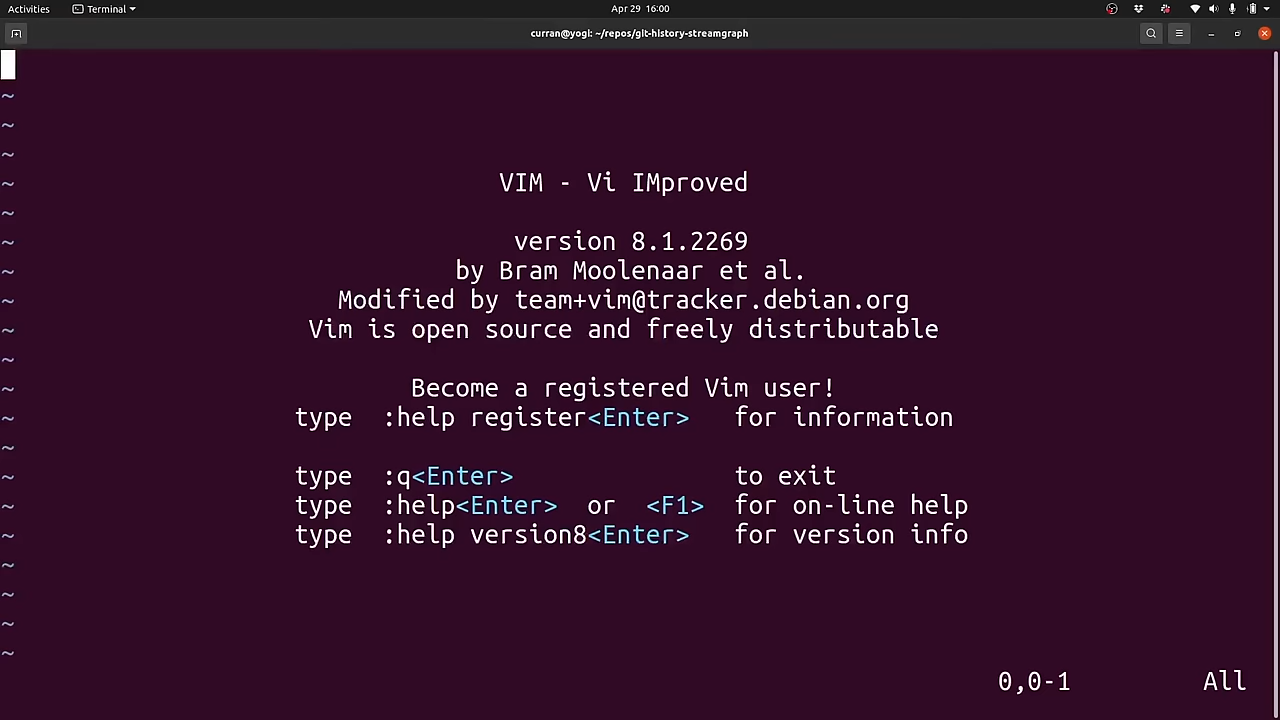 Activities
Terminal
Apr 29 16:00
curran@yogi: ~/repos/git-history-streamgraph
~
~
~
~
VIM - Vi IMproved
~
~
version 8.1.2269
~
by Bram Moolenaar et al.
~
Modified by team+vim@tracker.debian.org
~
Vim is open source and freely distributable
~
~
Become a registered Vim user!
~
type :help register<Enter> for information
~
~
type :q<Enter> to exit
~
type :help<Enter> or <F1> for on-line help
~
type :help version8<Enter> for version info
~
~
~
~
0,0-1 All